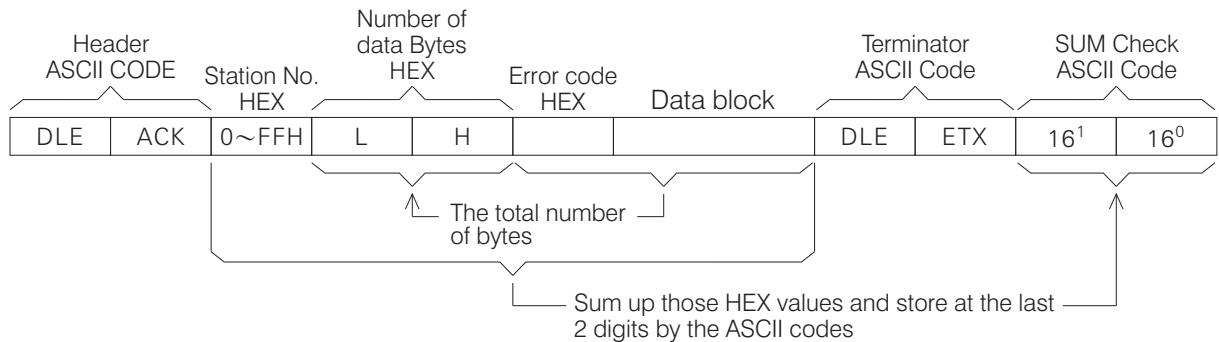 Header
ASCII CODE
Station No.
HEX
Number of
data Bytes
HEX
Error code
HEX
Data block
Terminator
ASCII Code
SUM Check
ASCII Code
DLE ACK 0～FFH L H DLE ETX 16¹ 16⁰
The total number
of bytes
Sum up those HEX values and store at the last
2 digits by the ASCII codes